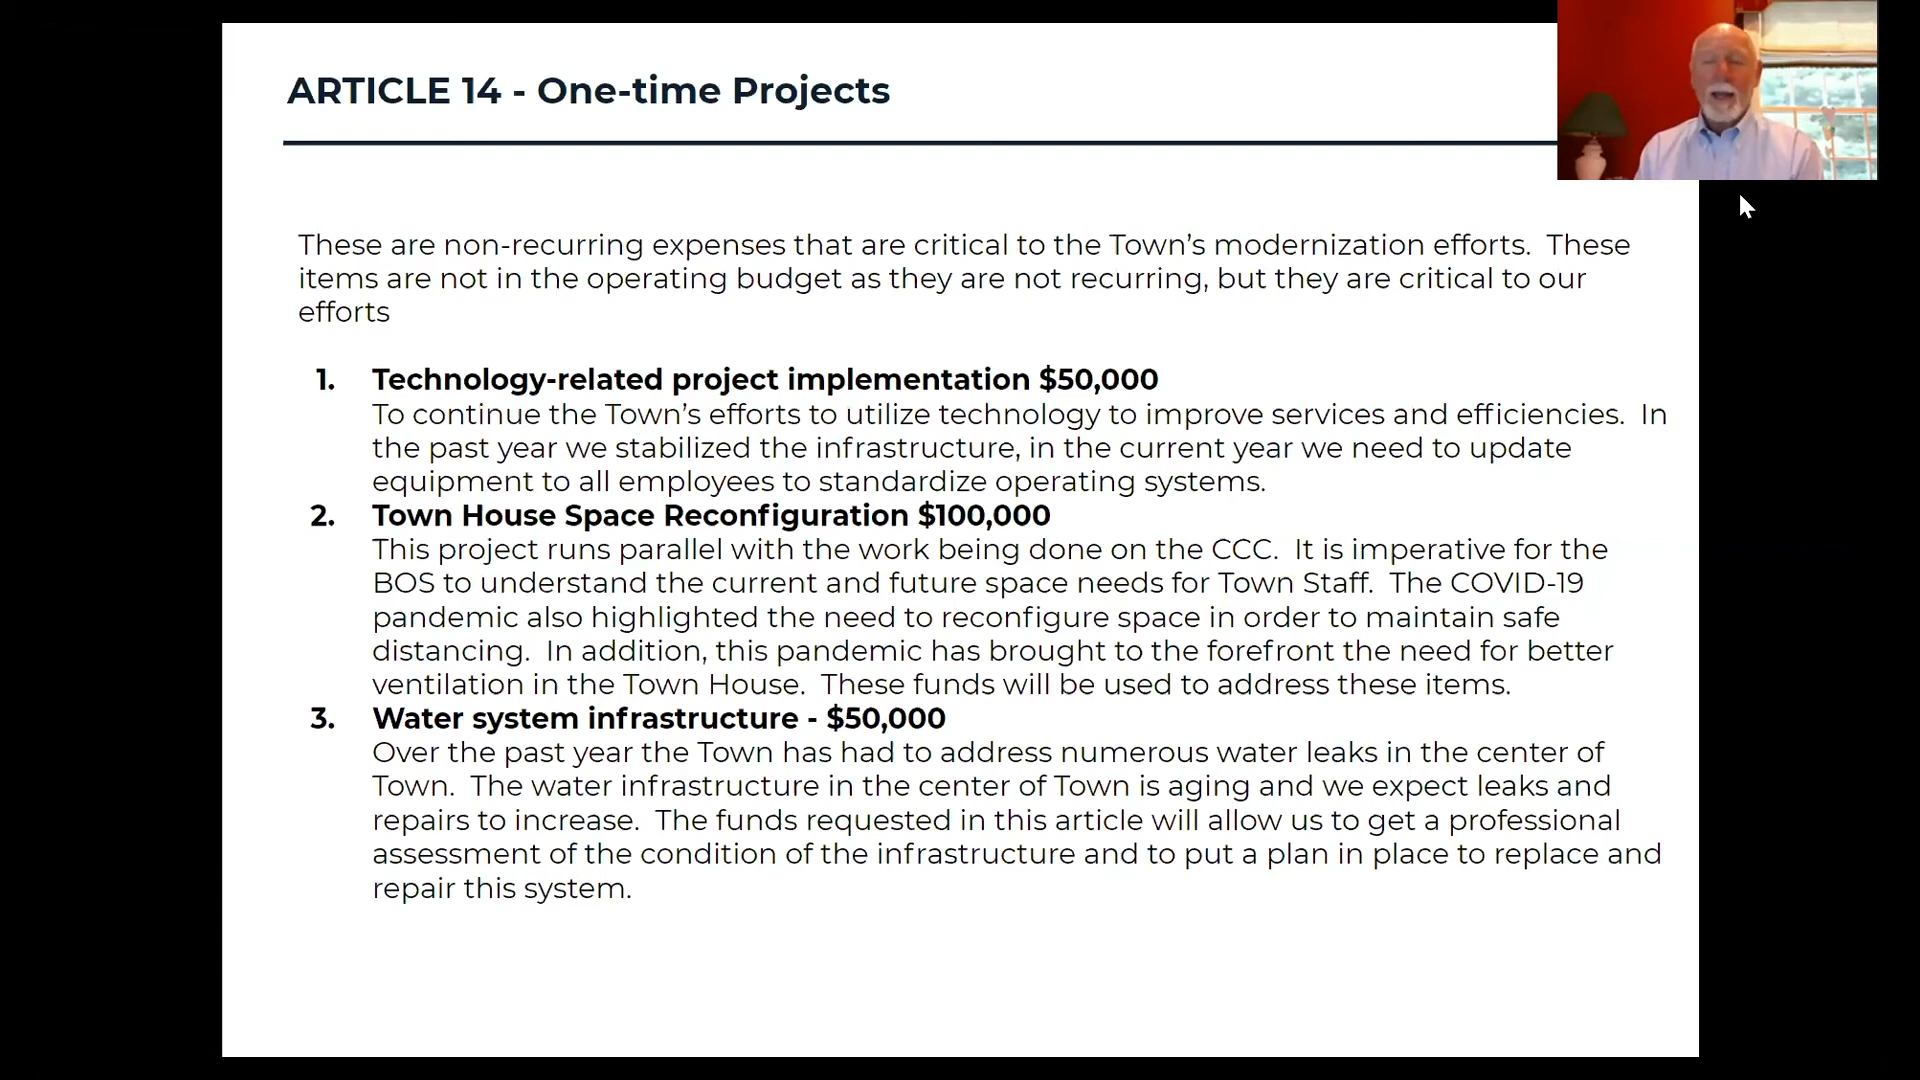 ARTICLE 14 - One-time Projects
These are non-recurring expenses that are critical to the Town’s modernization efforts.  These
items are not in the operating budget as they are not recurring, but they are critical to our
efforts
1. Technology-related project implementation $50,000
To continue the Town’s efforts to utilize technology to improve services and efficiencies.  In
the past year we stabilized the infrastructure, in the current year we need to update
equipment to all employees to standardize operating systems.
2. Town House Space Reconfiguration $100,000
This project runs parallel with the work being done on the CCC.  It is imperative for the
BOS to understand the current and future space needs for Town Staff.  The COVID-19
pandemic also highlighted the need to reconfigure space in order to maintain safe
distancing.  In addition, this pandemic has brought to the forefront the need for better
ventilation in the Town House.  These funds will be used to address these items.
3. Water system infrastructure - $50,000
Over the past year the Town has had to address numerous water leaks in the center of
Town.  The water infrastructure in the center of Town is aging and we expect leaks and
repairs to increase.  The funds requested in this article will allow us to get a professional
assessment of the condition of the infrastructure and to put a plan in place to replace and
repair this system.